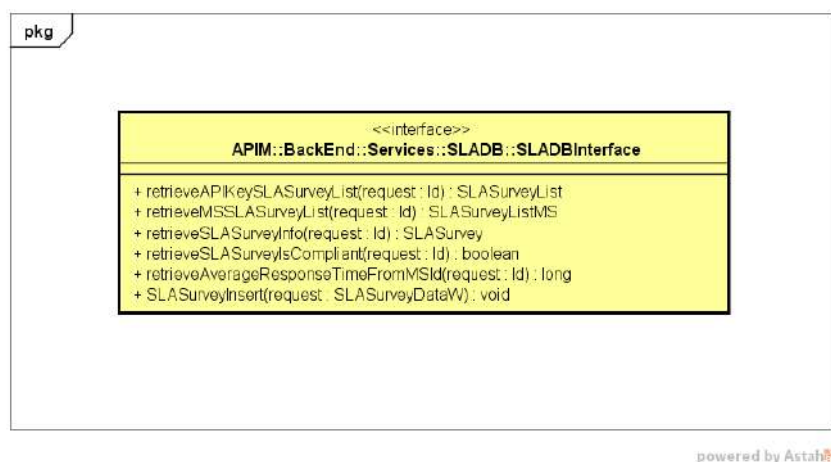 pkg
<<interface>>
APIM::BackEnd::Services::SLADB::SLADBInterface
+ retrieveAPIKeySLASurveyList(request : Id) : SLASurveyList
+ retrieveMSSLASurveyList(request : Id) : SLASurveyListMS
+ retrieveSLASurveyInfo(request : Id) : SLASurvey
+ retrieveSLASurveyIsCompliant(request : Id) : boolean
+ retrieveAverageResponseTimeFromMSId(request : Id) : long
+ SLASurveyInsert(request : SLASurveyDataW) : void
powered by Astah